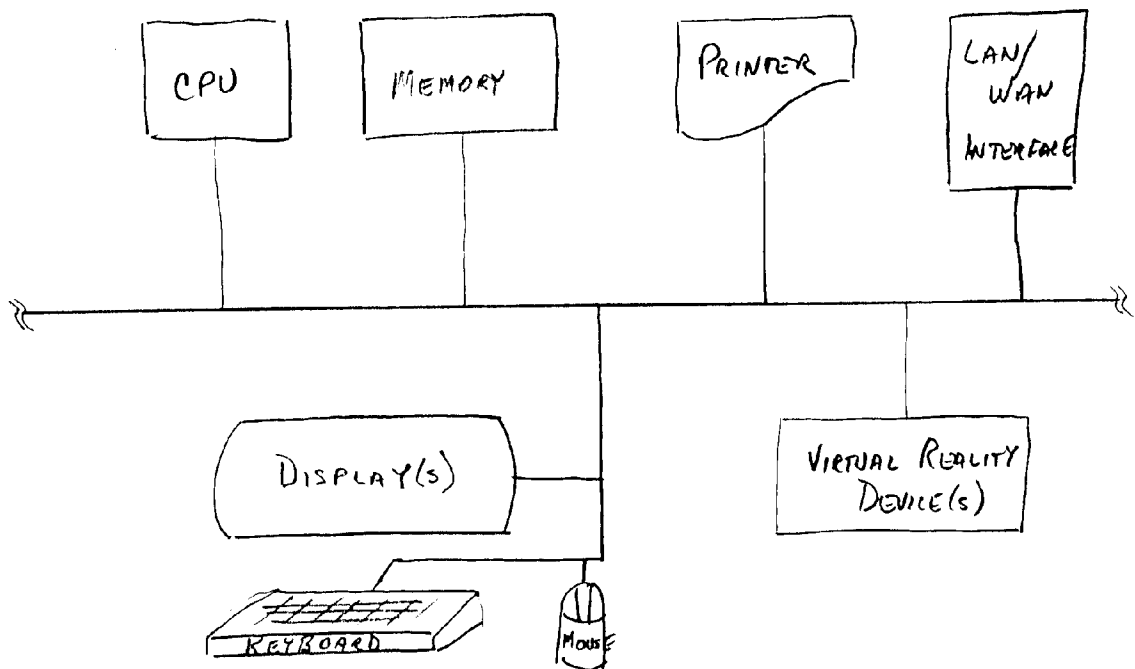 CPU
MEMORY
PRINTER
LAN/
WAN
INTERFACE
DISPLAY(S)
VIRTUAL REALITY
DEVICE(S)
KEYBOARD
MOUSE